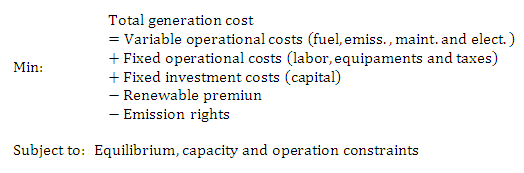 Total generation cost
= Variable operational costs (fuel, emiss., maint. and elect.)
Min:
+ Fixed operational costs (labor, equipaments and taxes)
+ Fixed investment costs (capital)
− Renewable premiun
− Emission rights
Subject to: Equilibrium, capacity and operation constraints